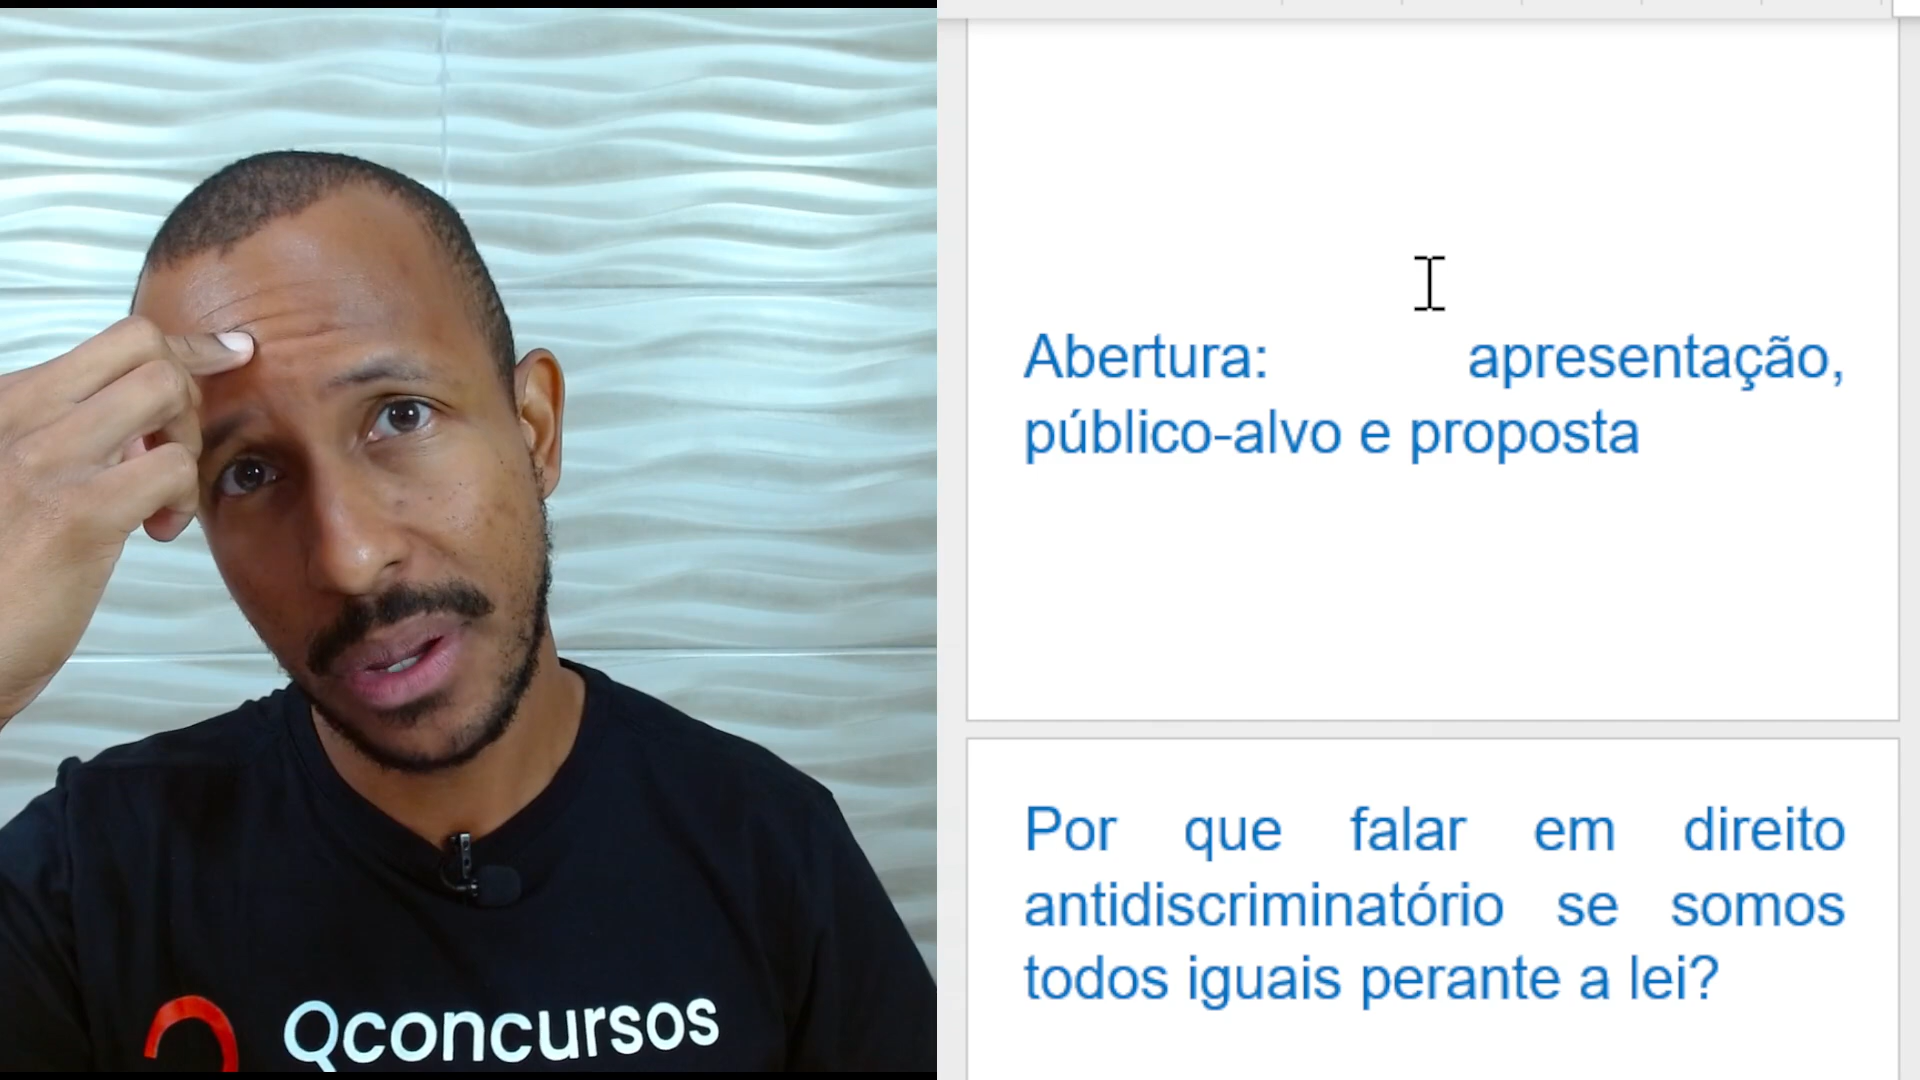 Qconcursos
Abertura: apresentação,
público-alvo e proposta
Por que falar em direito
antidiscriminatório se somos
todos iguais perante a lei?